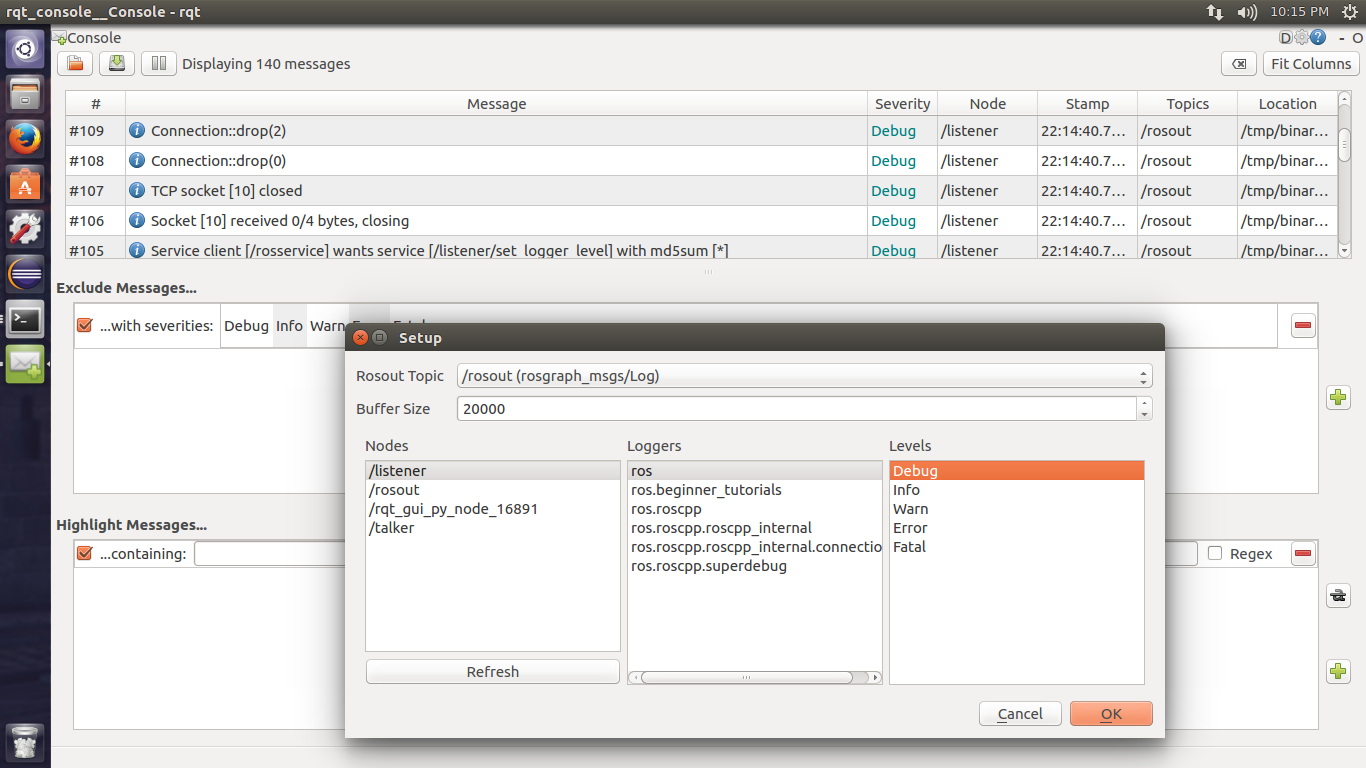 rqt_console__Console - rqt
10:15 PM
Console
D
?
- O
Displaying 140 messages
Fit Columns
# Message Severity Node Stamp Topics Location
#109 Connection::drop(2) Debug /listener 22:14:40.7... /rosout /tmp/binar...
#108 Connection::drop(0) Debug /listener 22:14:40.7... /rosout /tmp/binar...
#107 TCP socket [10] closed Debug /listener 22:14:40.7... /rosout /tmp/binar...
#106 Socket [10] received 0/4 bytes, closing Debug /listener 22:14:40.7... /rosout /tmp/binar...
#105 Service client [/rosservice] wants service [/listener/set_logger_level] with md5sum [*] Debug /listener 22:14:40.7... /rosout /tmp/binar...
Exclude Messages...
...with severities: Debug Info Warn
Setup
Rosout Topic /rosout (rosgraph_msgs/Log)
Buffer Size 20000
Nodes
/listener
/rosout
/rqt_gui_py_node_16891
/talker
Refresh
Loggers
ros
ros.beginner_tutorials
ros.roscpp
ros.roscpp.roscpp_internal
ros.roscpp.roscpp_internal.connectio
ros.roscpp.superdebug
Levels
Debug
Info
Warn
Error
Fatal
Cancel OK
Highlight Messages...
...containing: Regex